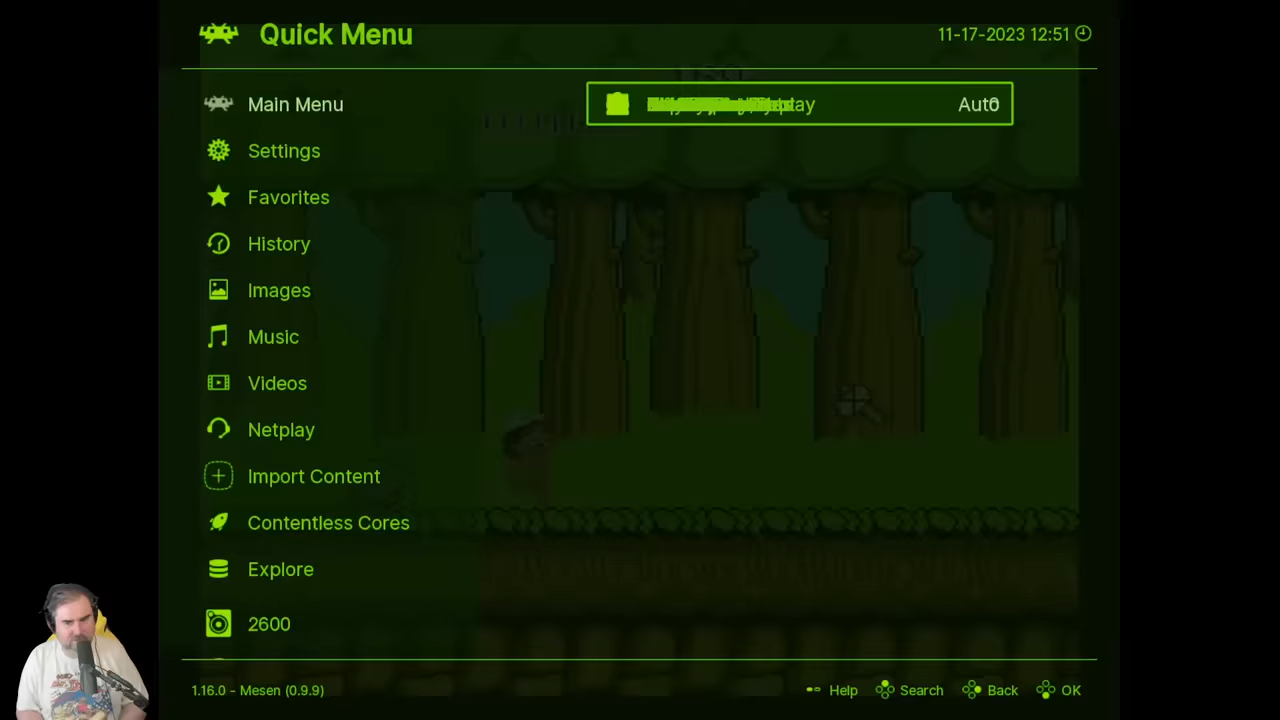 Quick Menu
11-17-2023 12:51
Main Menu
Settings
Favorites
History
Images
Music
Videos
Netplay
Import Content
Contentless Cores
Explore
2600
1.16.0 - Mesen (0.9.9)
Help
Search
Back
OK